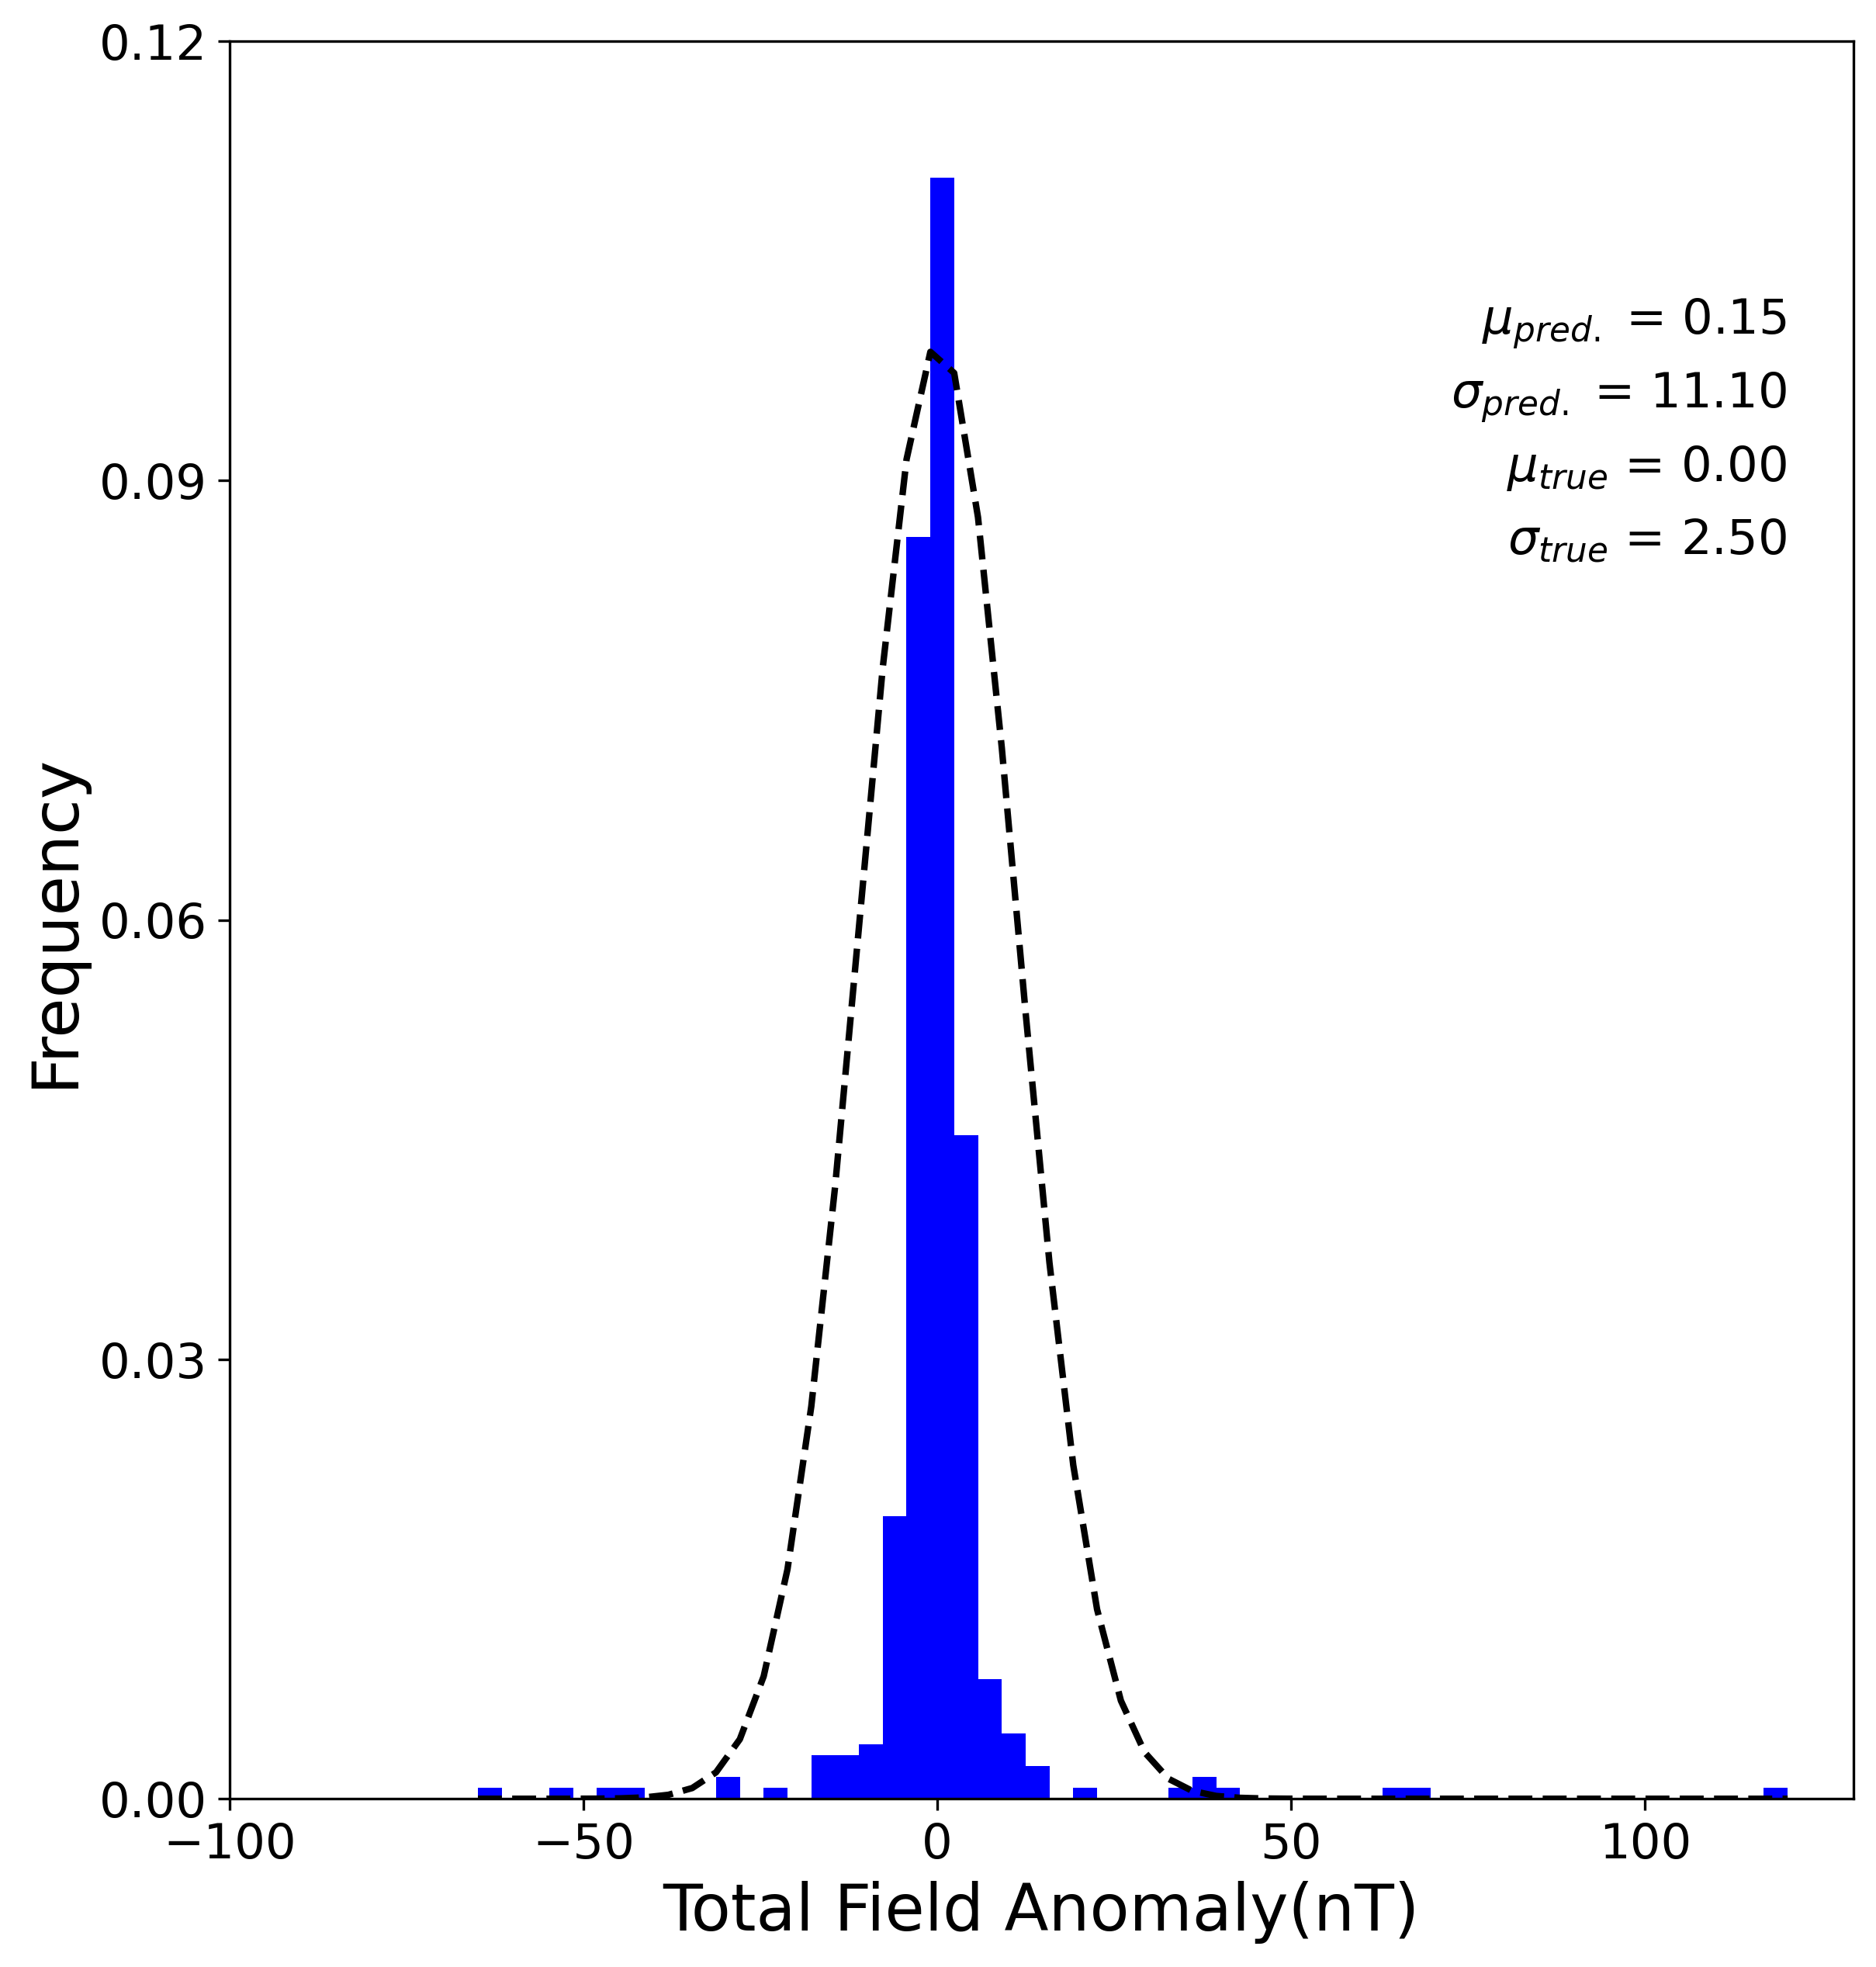 0.12
0.09
0.06
0.03
0.00
Frequency
μpred. = 0.15
σpred. = 11.10
μtrue = 0.00
σtrue = 2.50
−100 −50 0 50 100
Total Field Anomaly(nT)